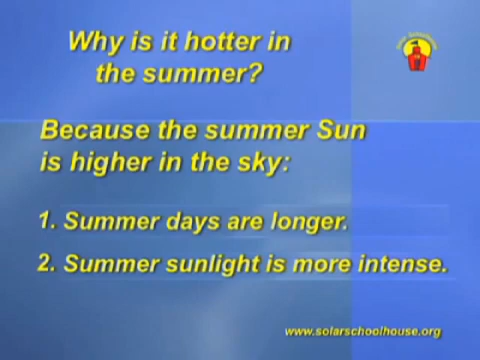 Why is it hotter in
the summer?
Because the summer Sun
is higher in the sky:
1. Summer days are longer.
2. Summer sunlight is more intense.
www.solarschoolhouse.org